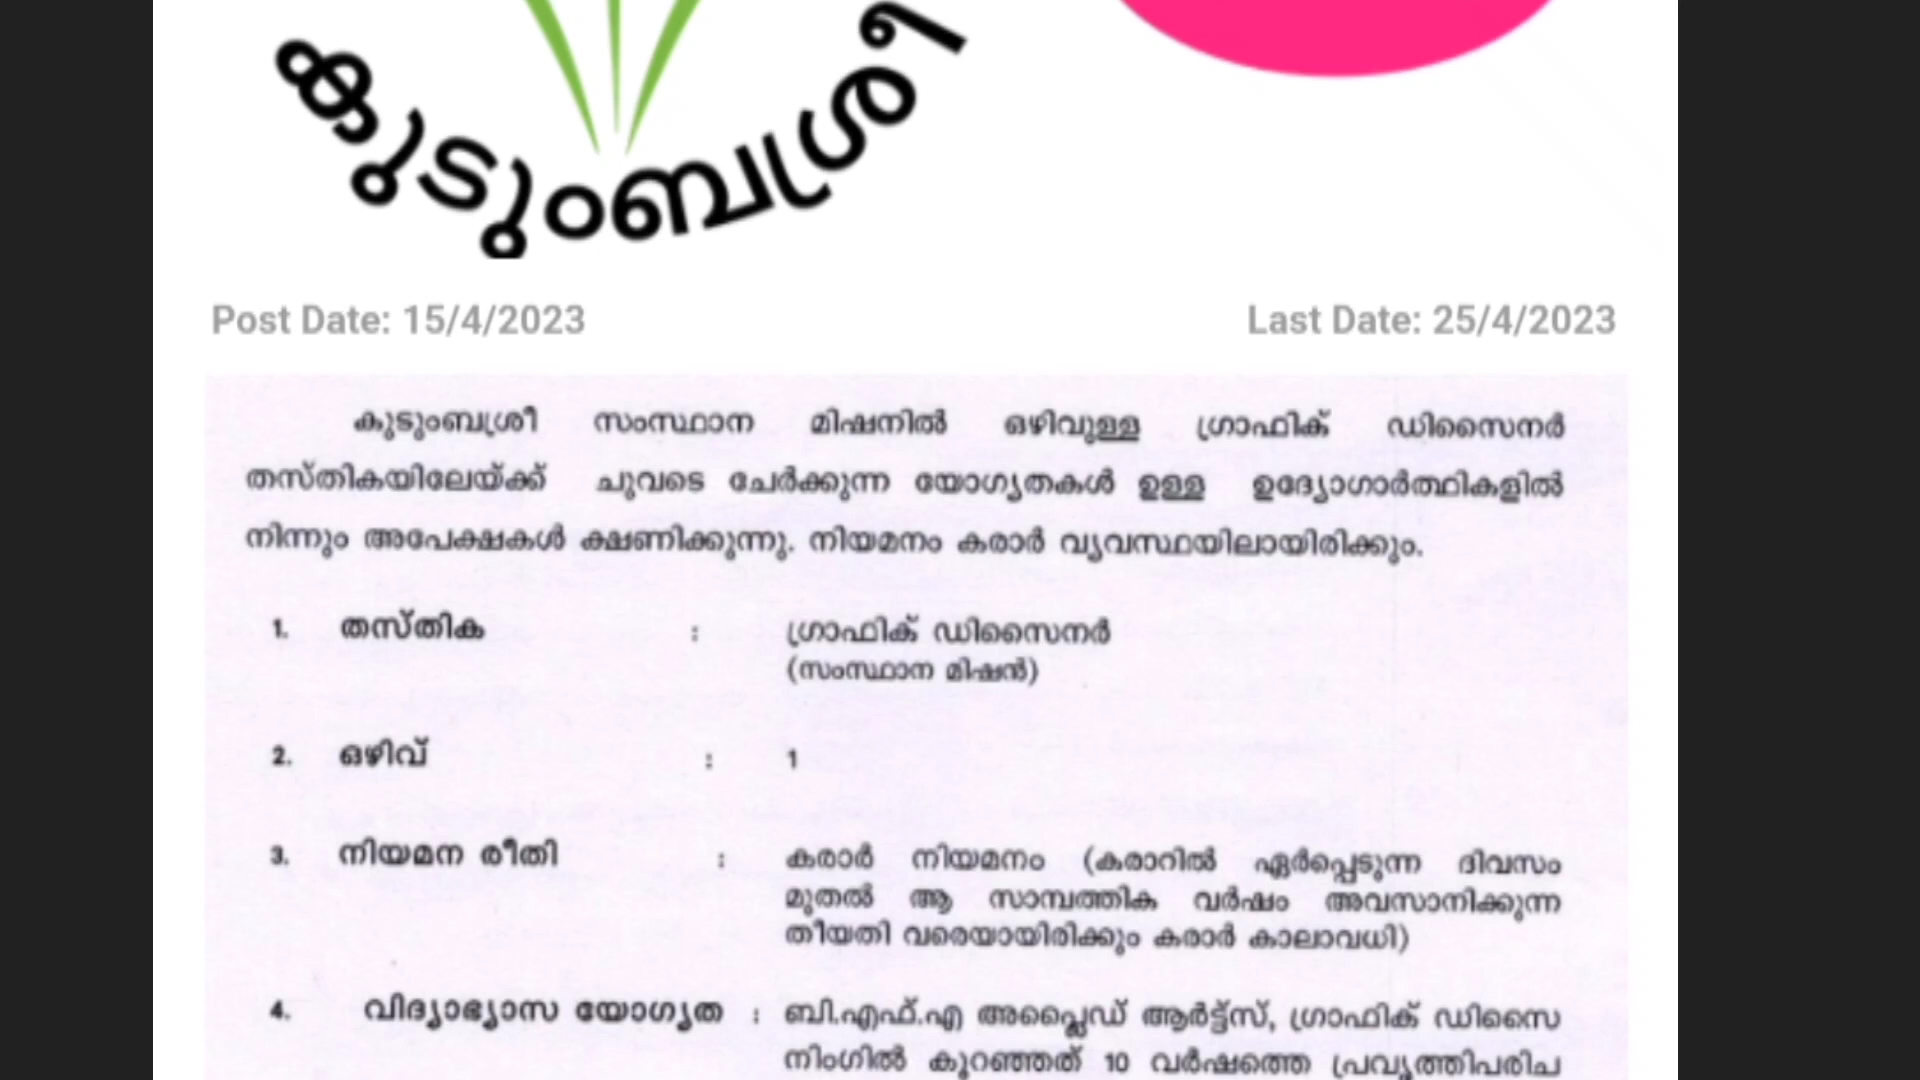 കുടുംബശ്രീ
Post Date: 15/4/2023 Last Date: 25/4/2023
കുടുംബശ്രീ സംസ്ഥാന മിഷനിൽ ഒഴിവുള്ള ഗ്രാഫിക് ഡിസൈനർ
തസ്തികയിലേയ്ക്ക് ചുവടെ ചേർക്കുന്ന യോഗ്യതകൾ ഉള്ള ഉദ്യോഗാർത്ഥികളിൽ
നിന്നും അപേക്ഷകൾ ക്ഷണിക്കുന്നു. നിയമനം കരാർ വ്യവസ്ഥയിലായിരിക്കും.
1. തസ്തിക : ഗ്രാഫിക് ഡിസൈനർ
(സംസ്ഥാന മിഷൻ)
2. ഒഴിവ് : 1
3. നിയമന രീതി : കരാർ നിയമനം (കരാറിൽ ഏർപ്പെടുന്ന ദിവസം
മുതൽ ആ സാമ്പത്തിക വർഷം അവസാനിക്കുന്ന
തീയതി വരെയായിരിക്കും കരാർ കാലാവധി)
4. വിദ്യാഭ്യാസ യോഗ്യത : ബി.എഫ്.എ അപ്ലൈഡ് ആർട്ട്സ്, ഗ്രാഫിക് ഡിസൈ
നിംഗിൽ കുറഞ്ഞത് 10 വർഷത്തെ പ്രവൃത്തിപരിച